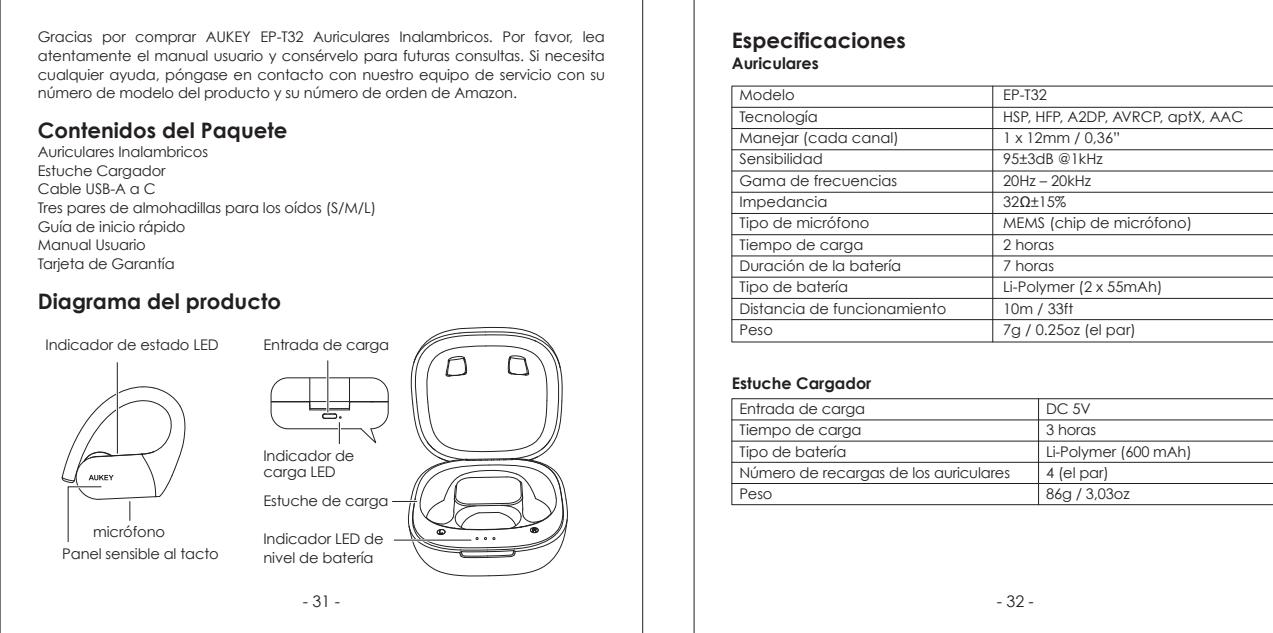 Gracias por comprar AUKEY EP-T32 Auriculares Inalambricos. Por favor, lea
atentamente el manual usuario y consérvelo para futuras consultas. Si necesita
cualquier ayuda, póngase en contacto con nuestro equipo de servicio con su
número de modelo del producto y su número de orden de Amazon.
Contenidos del Paquete
Auriculares Inalambricos
Estuche Cargador
Cable USB-A a C
Tres pares de almohadillas para los oídos (S/M/L)
Guía de inicio rápido
Manual Usuario
Tarjeta de Garantía
Diagrama del producto
Indicador de estado LED
AUKEY
micrófono
Panel sensible al tacto
Entrada de carga
Indicador de
carga LED
Estuche de carga
Indicador LED de
nivel de batería
L
R
- 31 -
Especificaciones
Auriculares
Modelo EP-T32
Tecnología HSP, HFP, A2DP, AVRCP, aptX, AAC
Manejar (cada canal) 1 x 12mm / 0,36”
Sensibilidad 95±3dB @1kHz
Gama de frecuencias 20Hz – 20kHz
Impedancia 32Ω±15%
Tipo de micrófono MEMS (chip de micrófono)
Tiempo de carga 2 horas
Duración de la batería 7 horas
Tipo de batería Li-Polymer (2 x 55mAh)
Distancia de funcionamiento 10m / 33ft
Peso 7g / 0.25oz (el par)
Estuche Cargador
Entrada de carga DC 5V
Tiempo de carga 3 horas
Tipo de batería Li-Polymer (600 mAh)
Número de recargas de los auriculares 4 (el par)
Peso 86g / 3,03oz
- 32 -